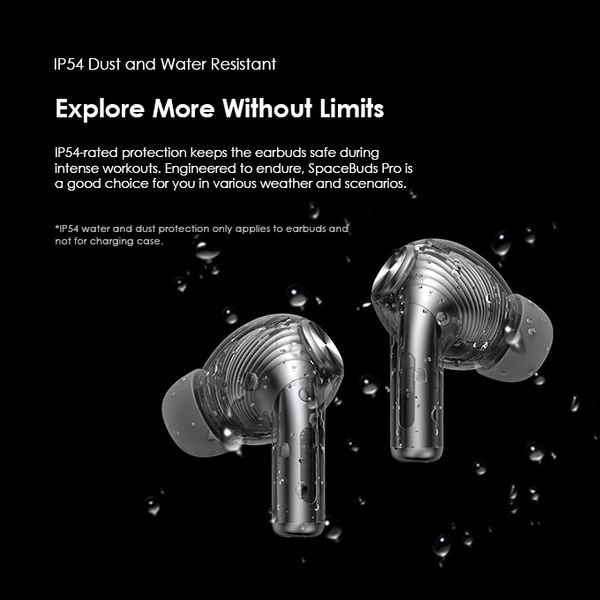 IP54 Dust and Water Resistant
Explore More Without Limits
IP54-rated protection keeps the earbuds safe during
intense workouts. Engineered to endure, SpaceBuds Pro is
a good choice for you in various weather and scenarios.
*IP54 water and dust protection only applies to earbuds and
not for charging case.